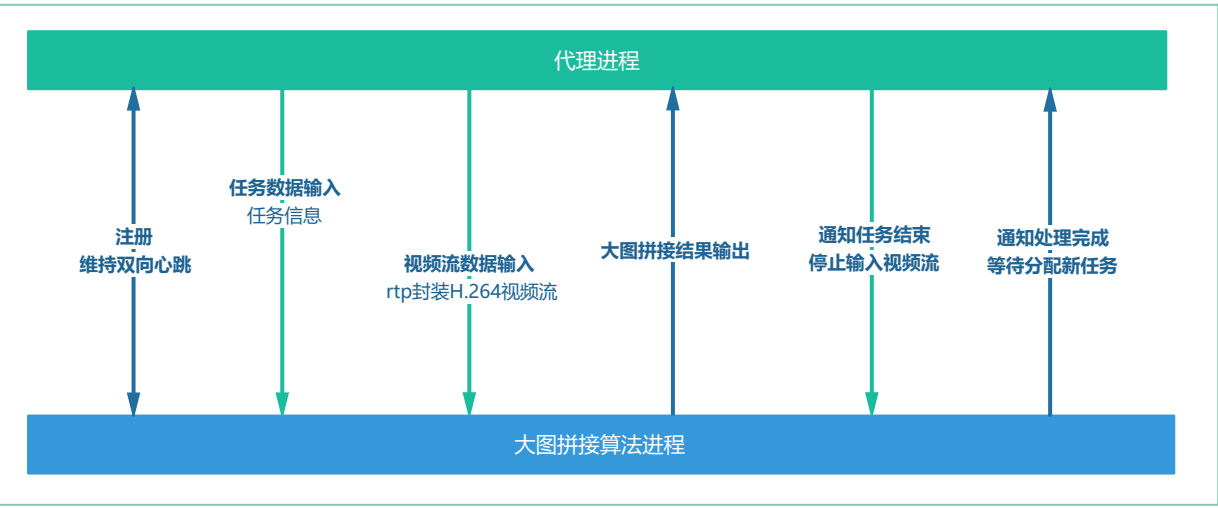 代理进程
注册
维持双向心跳
任务数据输入
任务信息
视频流数据输入
rtp封装H.264视频流
大图拼接结果输出
通知任务结束
停止输入视频流
通知处理完成
等待分配新任务
大图拼接算法进程